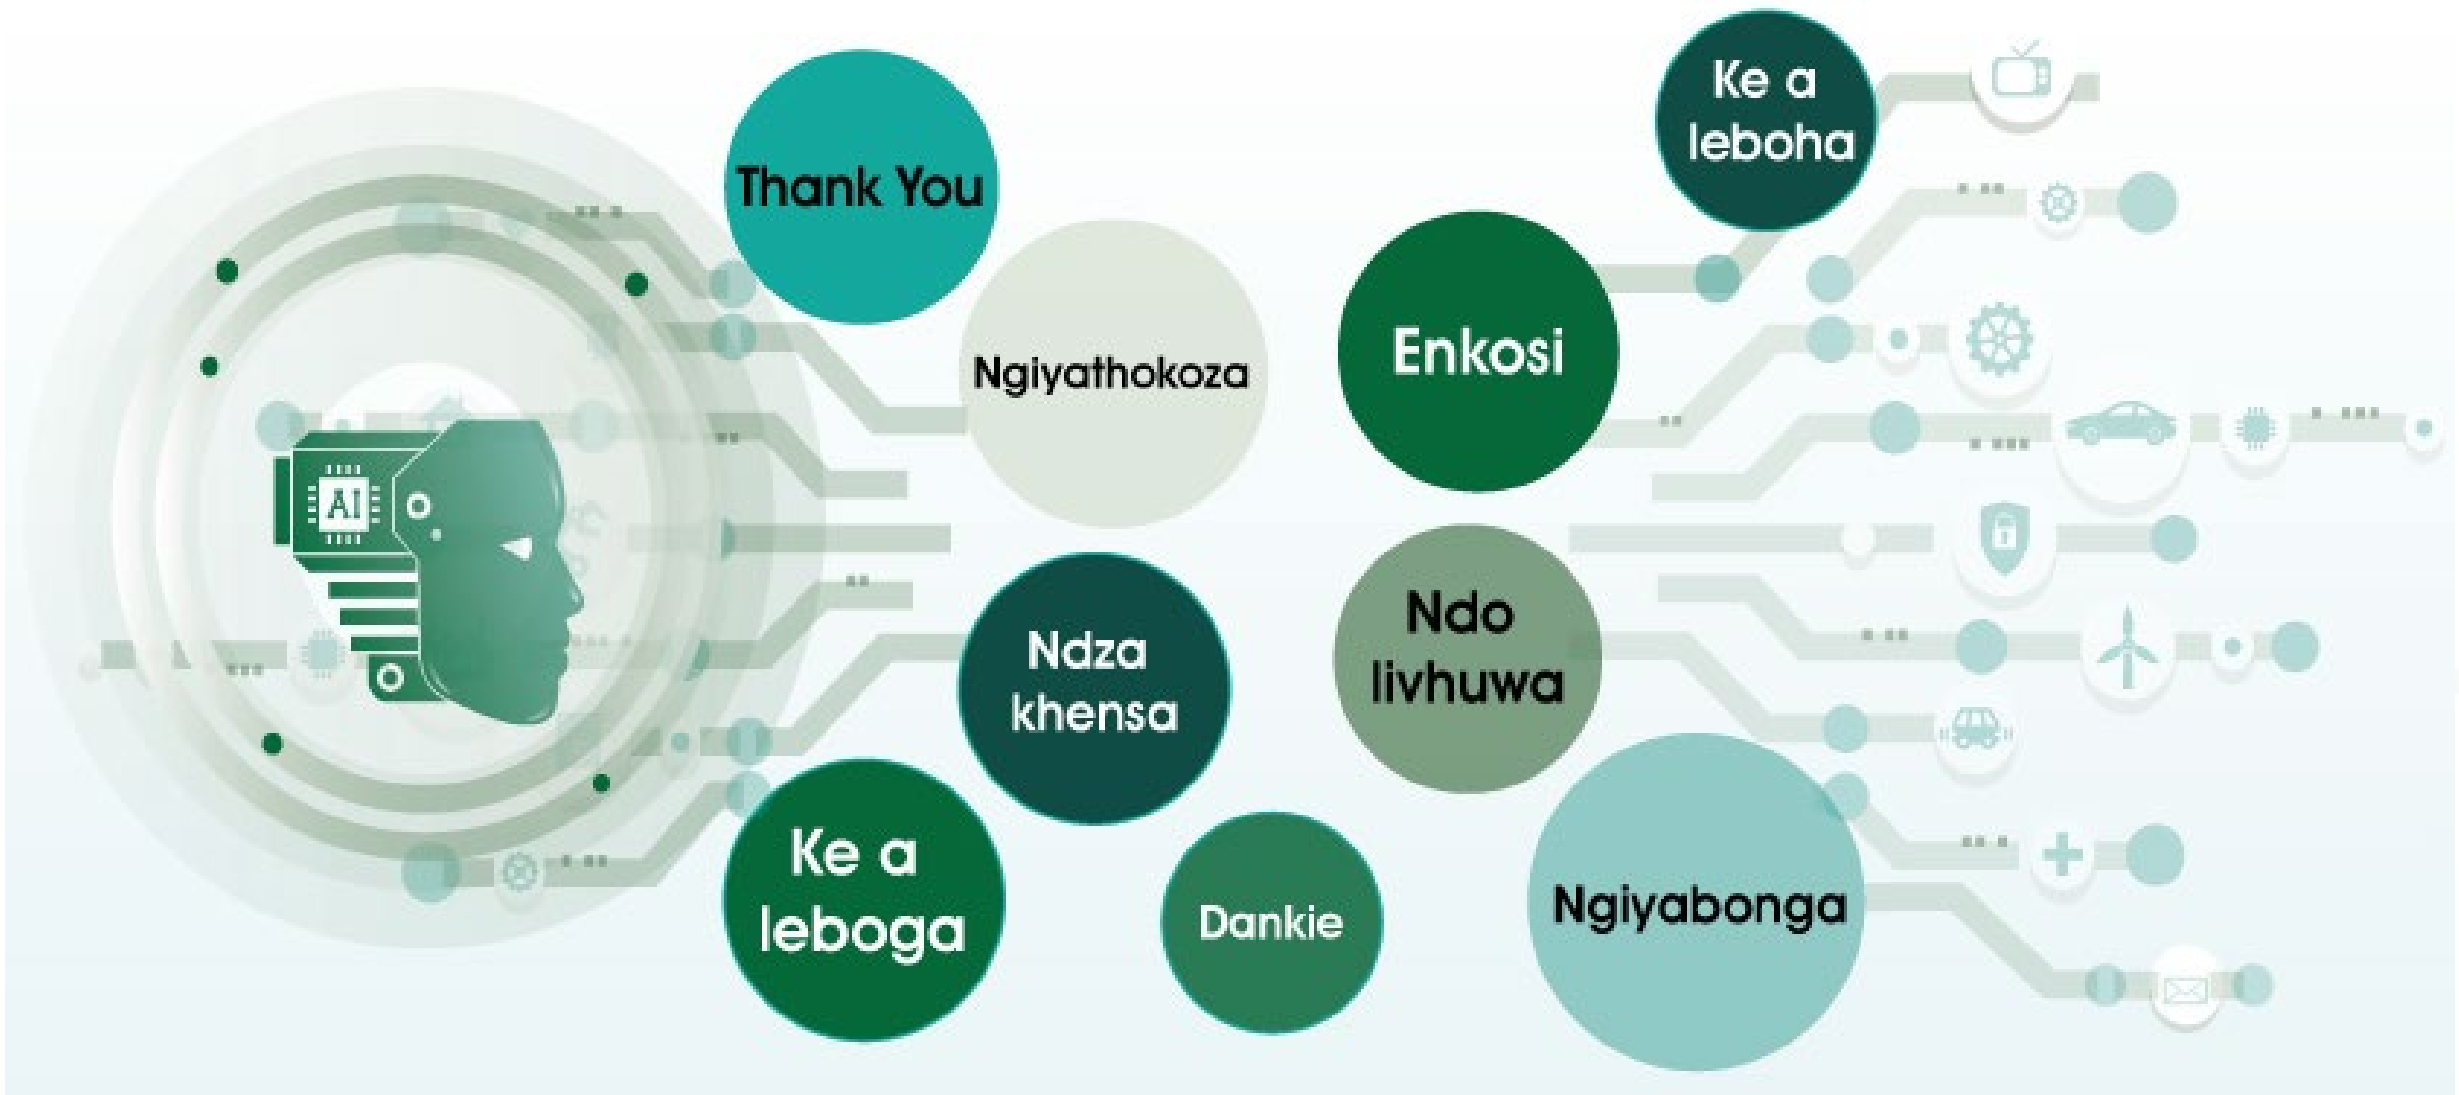 AI
Thank You
Ngiyathokoza
Ndza
khensa
Ke a
leboga
Dankie
Ke a
leboha
Enkosi
Ndo
livhuwa
Ngiyabonga